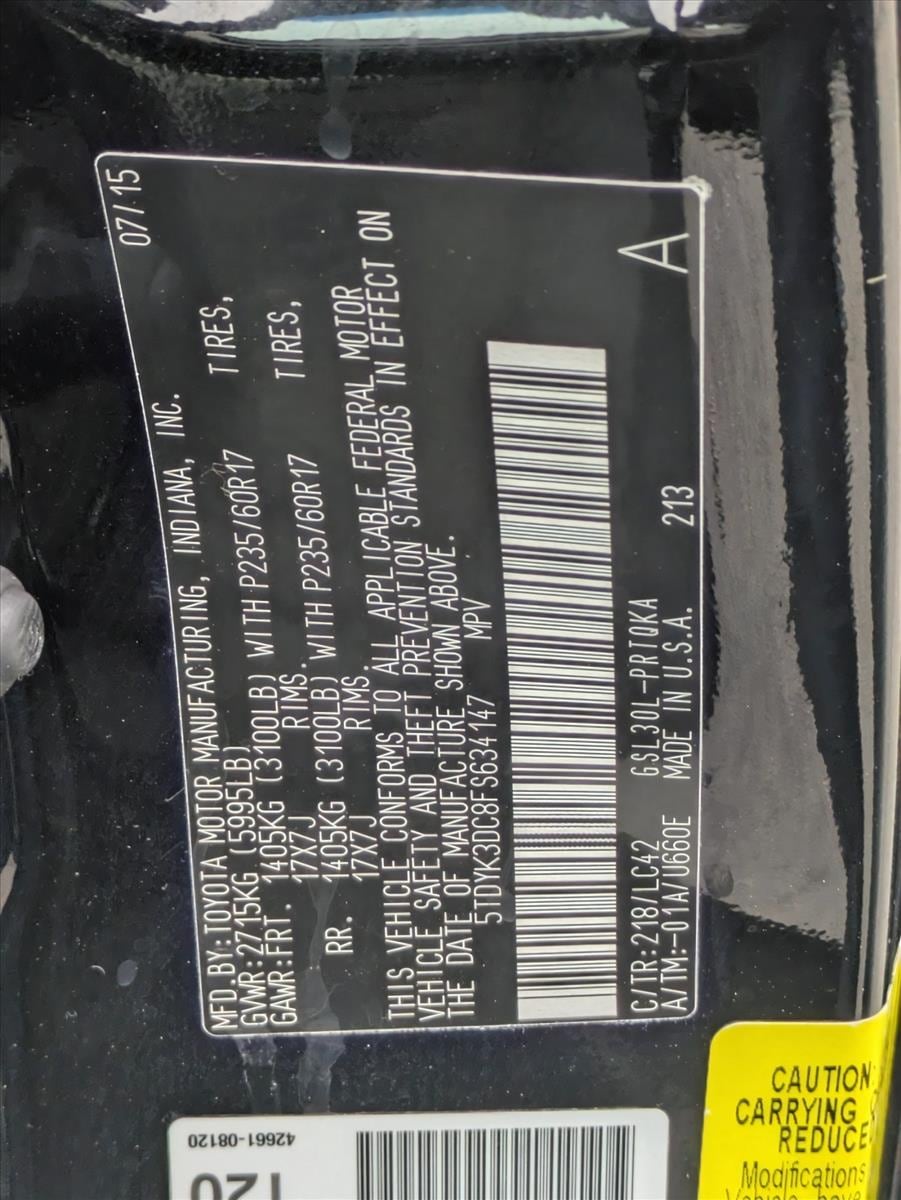 MFD.BY:TOYOTA MOTOR MANUFACTURING, INDIANA, INC. 07/15
GVWR:2715KG (5995LB)
GAWR:FRT. 1405KG (3100LB) WITH P235/60R17 TIRES,
17X7J RIMS.
RR. 1405KG (3100LB) WITH P235/60R17 TIRES,
17X7J RIMS.
THIS VEHICLE CONFORMS TO ALL APPLICABLE FEDERAL MOTOR
VEHICLE SAFETY AND THEFT PREVENTION STANDARDS IN EFFECT ON
THE DATE OF MANUFACTURE SHOWN ABOVE.
5TDYK3DC8FS634147 MPV
C/TR:218/LC42 GSL30L-PRTQKA A
A/TM:-01A/U660E MADE IN U.S.A. 213
42661-08120
120
CAUTION
CARRYING
REDUCE
Modifications
Vehicle